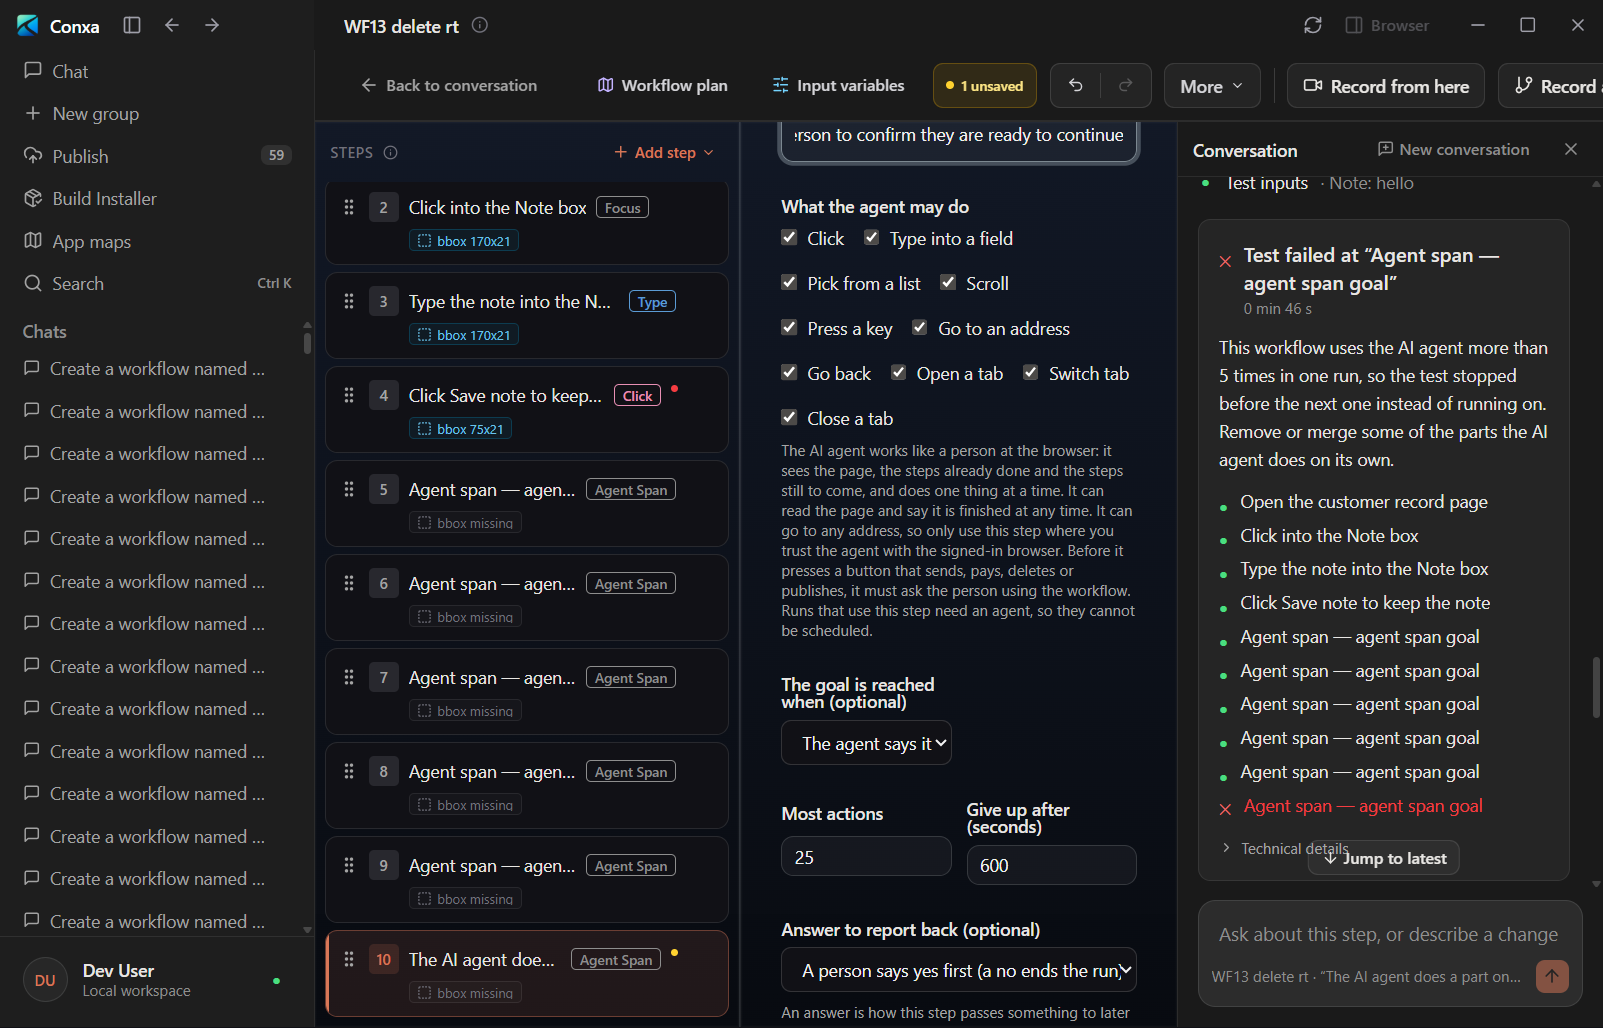 Conxa
Chat
New group
Publish 59
Build Installer
App maps
Search Ctrl K
Chats
Create a workflow named ...
Create a workflow named ...
Create a workflow named ...
Create a workflow named ...
Create a workflow named ...
Create a workflow named ...
Create a workflow named ...
Create a workflow named ...
Create a workflow named ...
Create a workflow named ...
Create a workflow named ...
Create a workflow named ...
Create a workflow named ...
Create a workflow named ...
DU
Dev User
Local workspace
WF13 delete rt
Browser
Back to conversation
Workflow plan
Input variables
1 unsaved
More
Record from here
Record
STEPS
Add step
2 Click into the Note box Focus
bbox 170x21
3 Type the note into the N... Type
bbox 170x21
4 Click Save note to keep... Click
bbox 75x21
5 Agent span — agen... Agent Span
bbox missing
6 Agent span — agen... Agent Span
bbox missing
7 Agent span — agen... Agent Span
bbox missing
8 Agent span — agen... Agent Span
bbox missing
9 Agent span — agen... Agent Span
bbox missing
10 The AI agent doe... Agent Span
bbox missing
erson to confirm they are ready to continue
What the agent may do
Click Type into a field
Pick from a list Scroll
Press a key Go to an address
Go back Open a tab Switch tab
Close a tab
The AI agent works like a person at the browser: it
sees the page, the steps already done and the steps
still to come, and does one thing at a time. It can
read the page and say it is finished at any time. It can
go to any address, so only use this step where you
trust the agent with the signed-in browser. Before it
presses a button that sends, pays, deletes or
publishes, it must ask the person using the workflow.
Runs that use this step need an agent, so they cannot
be scheduled.
The goal is reached
when (optional)
The agent says it
Most actions
25
Give up after
(seconds)
600
Answer to report back (optional)
A person says yes first (a no ends the run)
An answer is how this step passes something to later
Conversation
New conversation
Test inputs · Note: hello
Test failed at “Agent span —
agent span goal”
0 min 46 s
This workflow uses the AI agent more than
5 times in one run, so the test stopped
before the next one instead of running on.
Remove or merge some of the parts the AI
agent does on its own.
Open the customer record page
Click into the Note box
Type the note into the Note box
Click Save note to keep the note
Agent span — agent span goal
Agent span — agent span goal
Agent span — agent span goal
Agent span — agent span goal
Agent span — agent span goal
Agent span — agent span goal
Technical details
Jump to latest
Ask about this step, or describe a change
WF13 delete rt · “The AI agent does a part on...